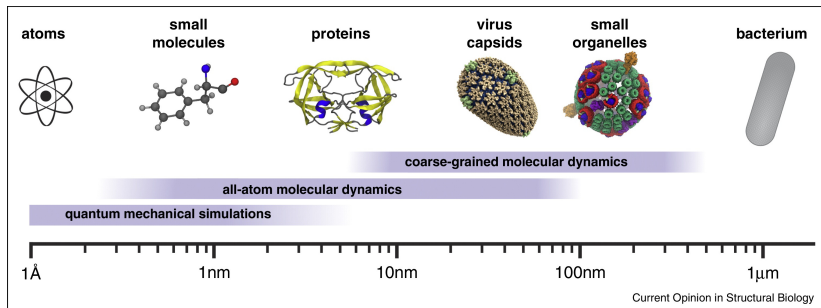 atoms
small
molecules
proteins
virus
capsids
small
organelles
bacterium
coarse-grained molecular dynamics
all-atom molecular dynamics
quantum mechanical simulations
1Å
1nm
10nm
100nm
1μm
Current Opinion in Structural Biology